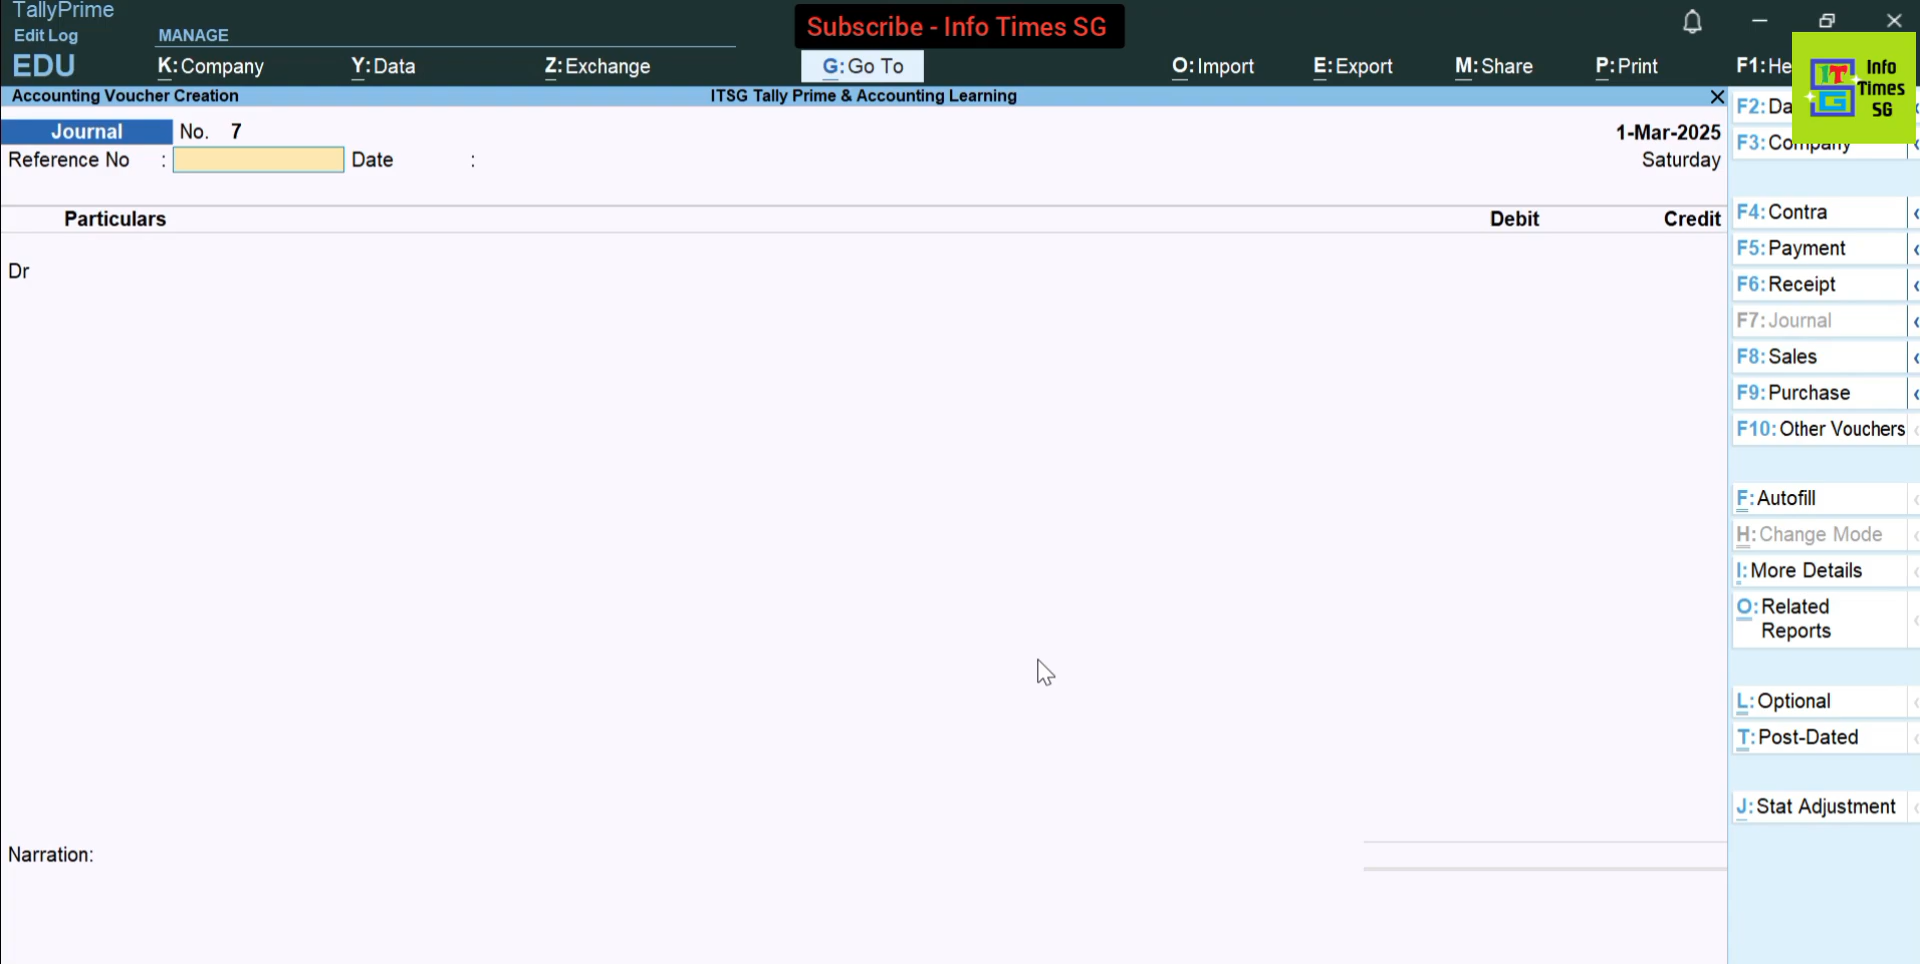 TallyPrime
Edit Log
MANAGE
EDU
K: Company
Y: Data
Z: Exchange
Subscribe - Info Times SG
G: Go To
O: Import
E: Export
M: Share
P: Print
F1: He
Info
Times
SG
ITSG
Accounting Voucher Creation
ITSG Tally Prime & Accounting Learning
Journal No. 7
1-Mar-2025
Reference No : Date :
Saturday
Particulars Debit Credit
Dr
Narration:
F2: Da
F3: Company
F4: Contra
F5: Payment
F6: Receipt
F7: Journal
F8: Sales
F9: Purchase
F10: Other Vouchers
F: Autofill
H: Change Mode
I: More Details
O: Related
Reports
L: Optional
T: Post-Dated
J: Stat Adjustment